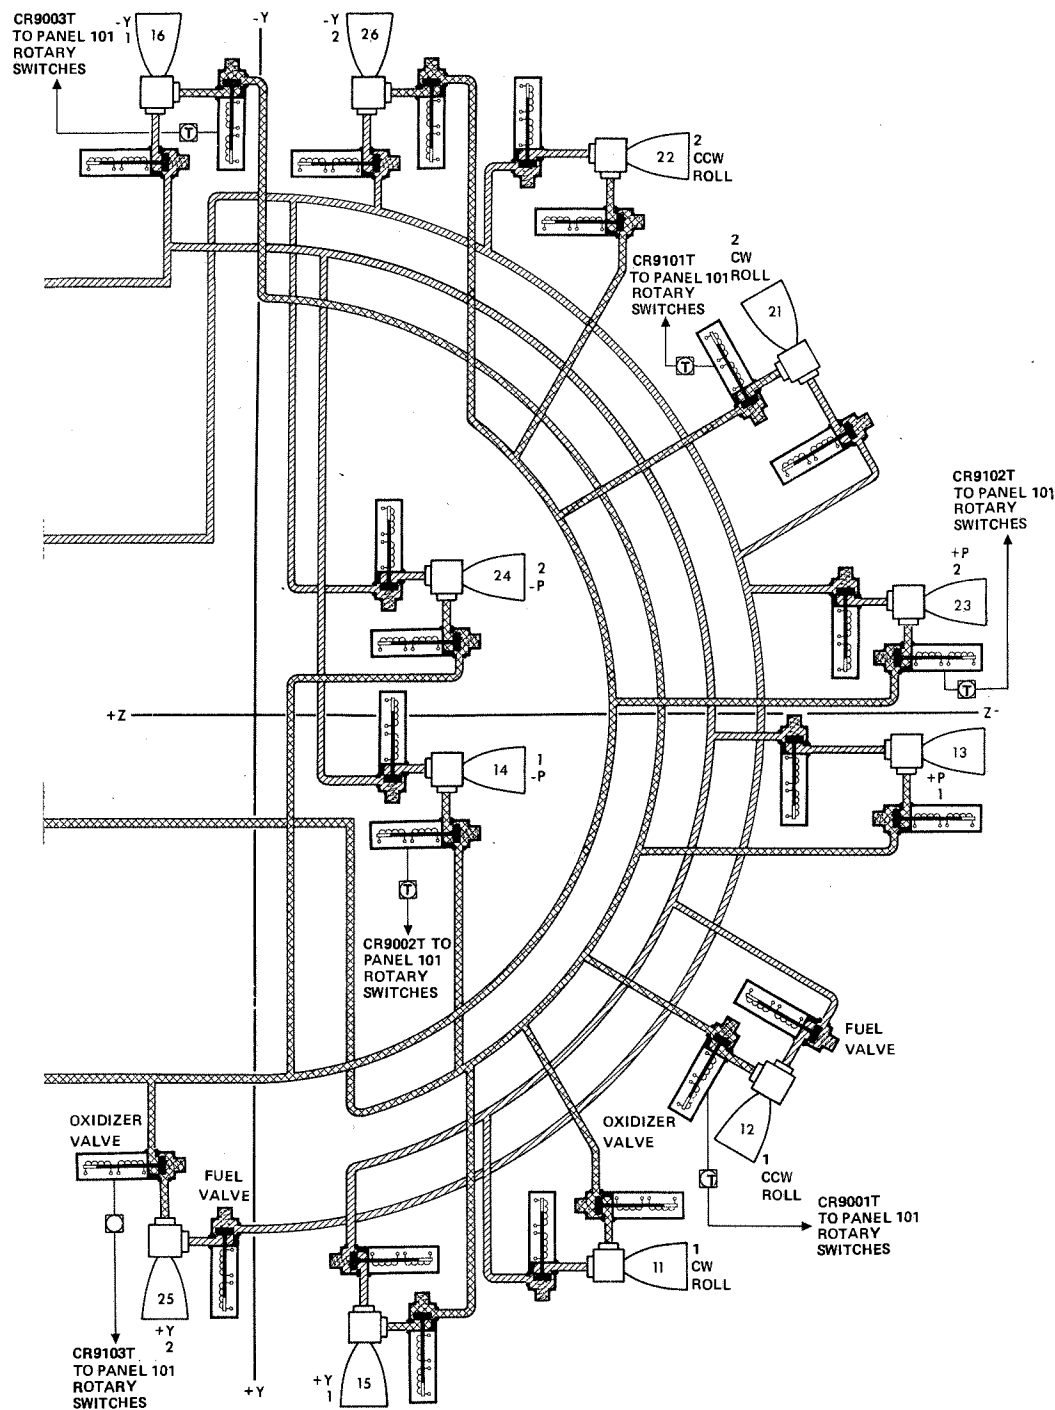 CR9003T
TO PANEL 101
ROTARY
SWITCHES
-Y
1
16
-Y
-Y
2
26
T
22
2
CCW
ROLL
CR9101T
TO PANEL 101
ROTARY
SWITCHES
2
CW
ROLL
21
T
CR9102T
TO PANEL 101
ROTARY
SWITCHES
24
2
-P
+P
2
23
T
+Z
Z-
14
1
-P
13
+P
1
T
CR9002T TO
PANEL 101
ROTARY
SWITCHES
FUEL
VALVE
OXIDIZER
VALVE
12
1
CCW
ROLL
T
CR9001T
TO PANEL 101
ROTARY
SWITCHES
OXIDIZER
VALVE
FUEL
VALVE
25
+Y
2
CR9103T
TO PANEL 101
ROTARY
SWITCHES
+Y
11
1
CW
ROLL
+Y
1
15